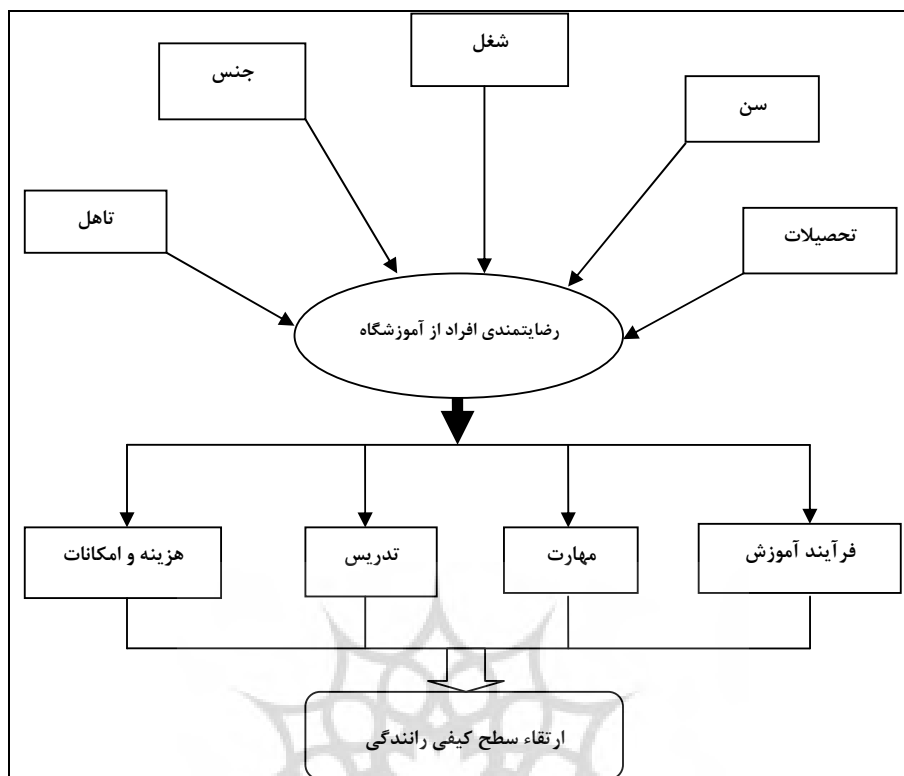 شغل
جنس
سن
تاهل
تحصیلات
رضایتمندی افراد از آموزشگاه
فرآیند آموزش
مهارت
تدریس
هزینه و امکانات
ارتقاء سطح کیفی رانندگی